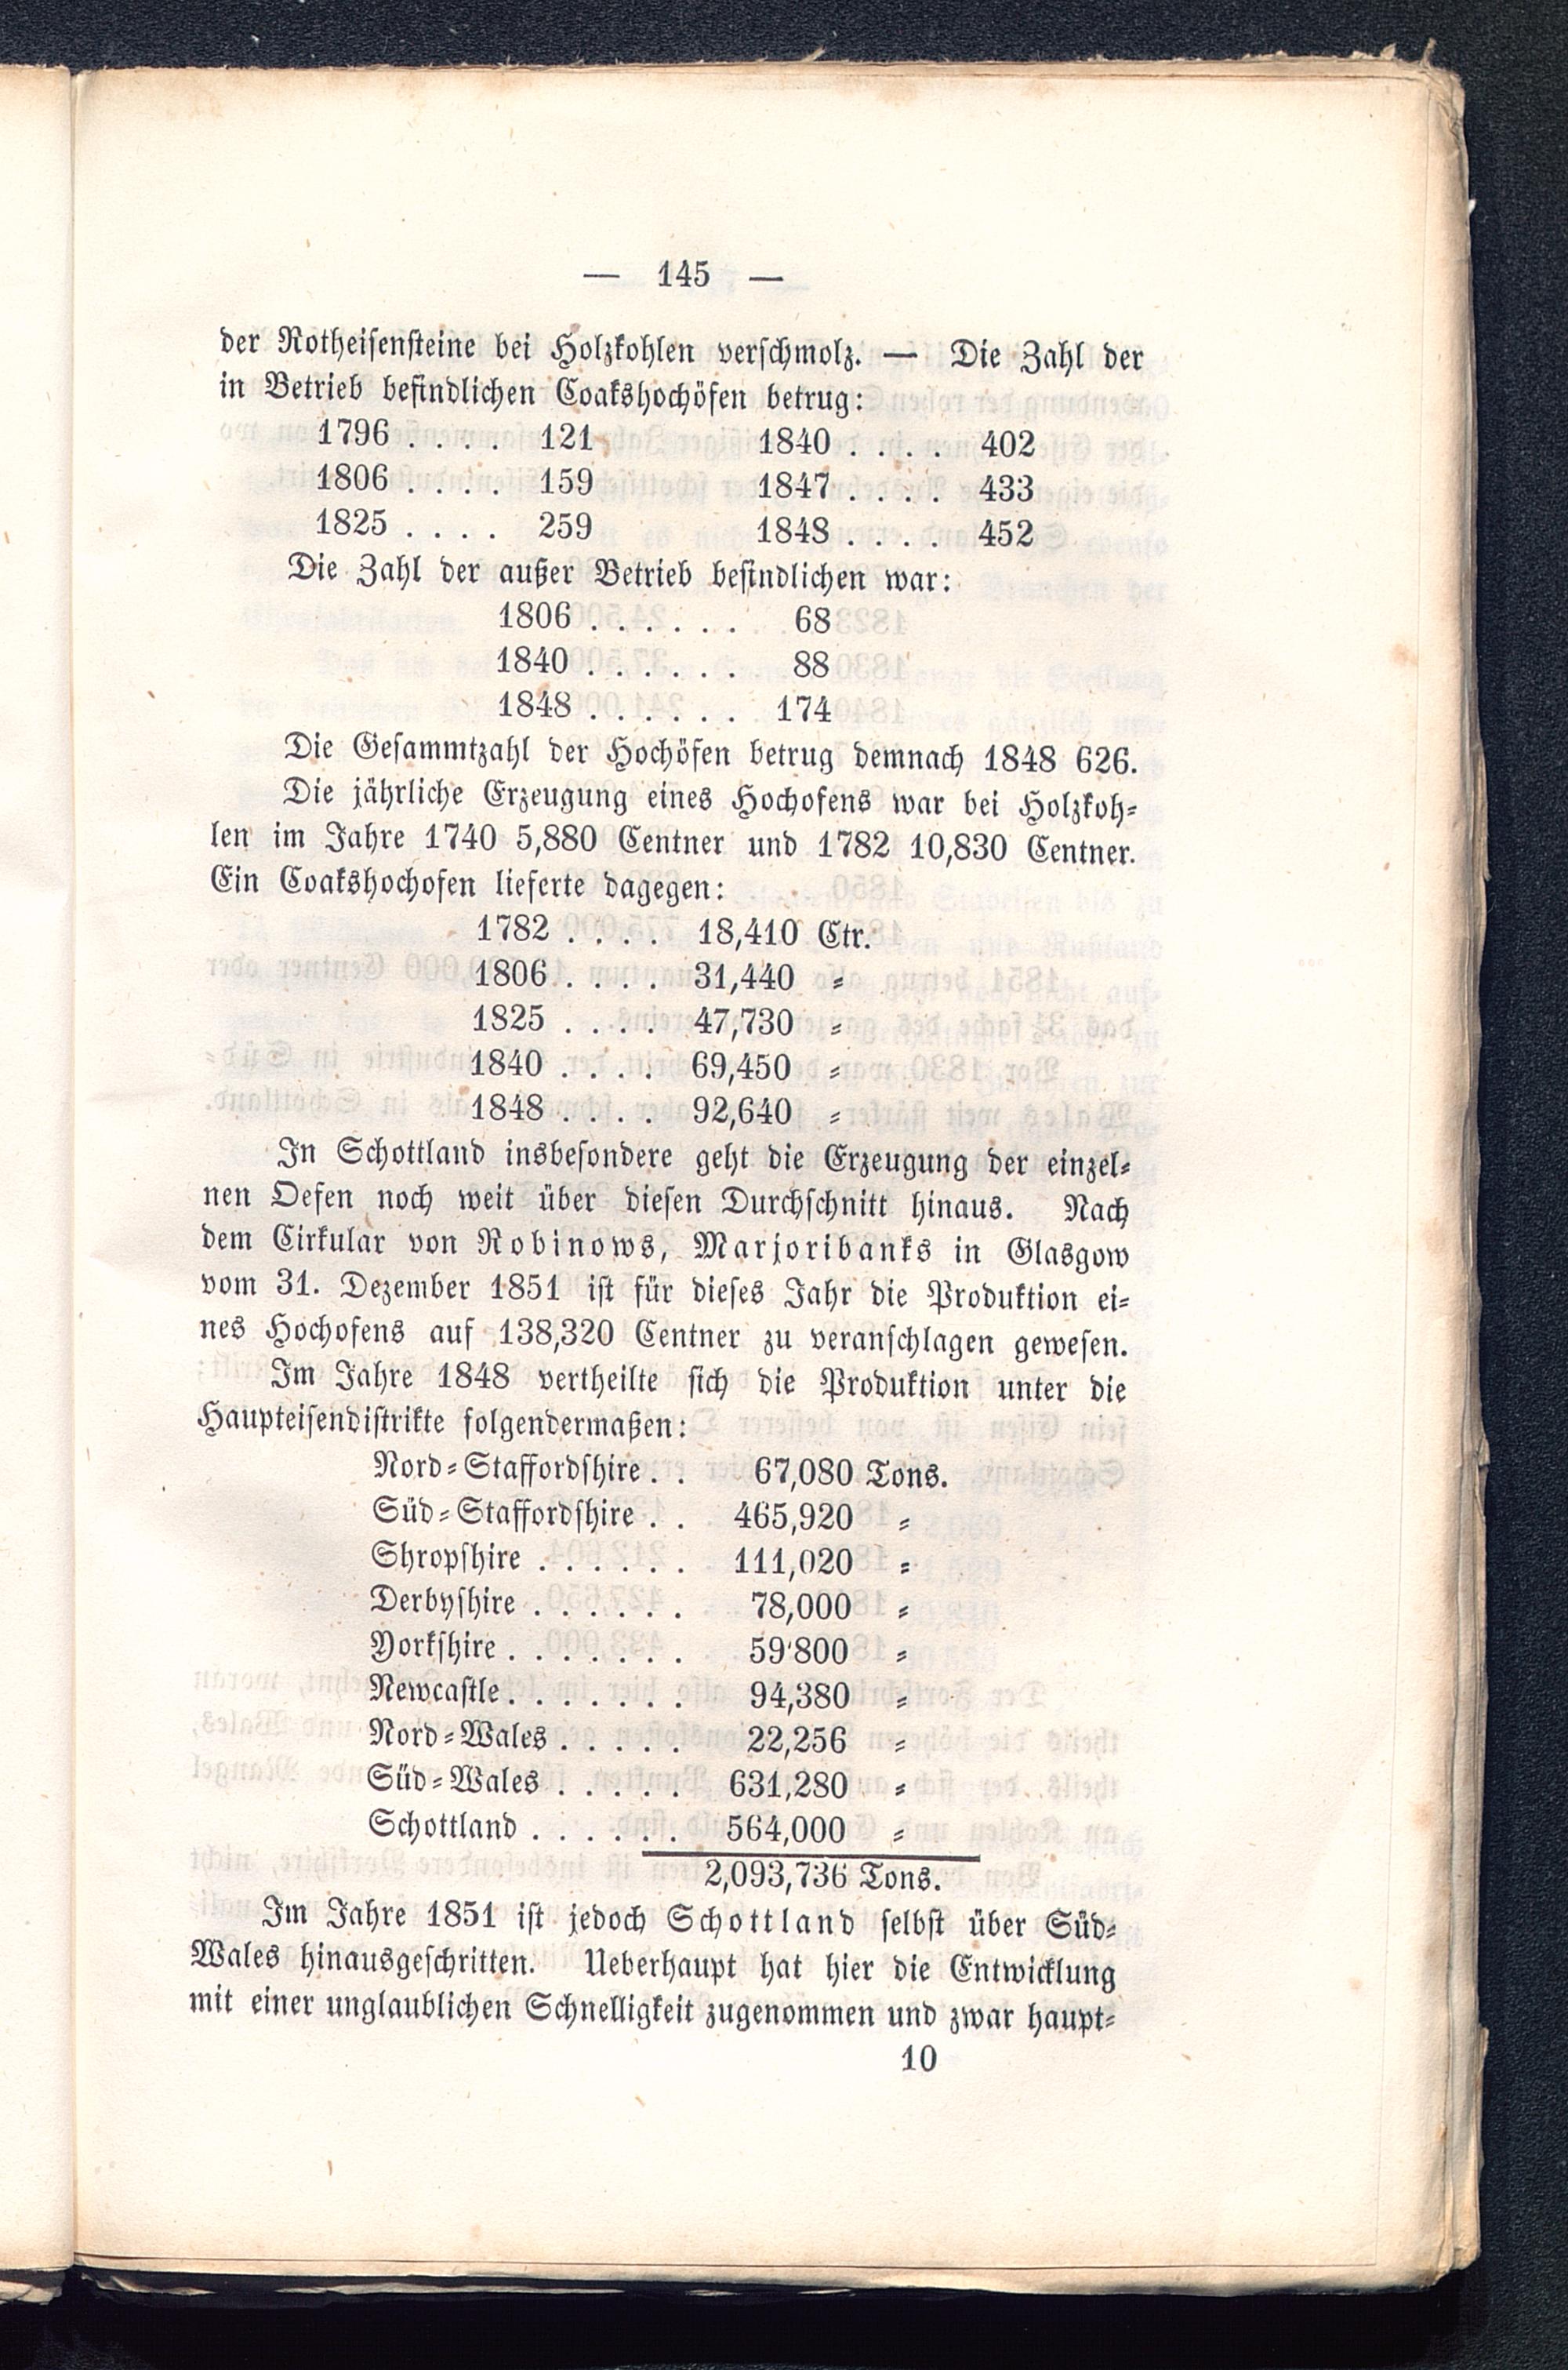 — 145 —
der Rotheisensteine bei Holzkohlen verschmolz. — Die Zahl der
in Betrieb befindlichen Coakshochöfen betrug:
1796 . . . . 121 1840 . . . . 402
1806 . . . . 159 1847 . . . . 433
1825 . . . . 259 1848 . . . . 452
Die Zahl der außer Betrieb befindlichen war:
1806 . . . . . . 68
1840 . . . . . . 88
1848 . . . . . . 174
Die Gesammtzahl der Hochöfen betrug demnach 1848 626.
Die jährliche Erzeugung eines Hochofens war bei Holzkoh-
len im Jahre 1740 5,880 Centner und 1782 10,830 Centner.
Ein Coakshochofen lieferte dagegen:
1782 . . . . 18,410 Ctr.
1806 . . . . 31,440 „
1825 . . . . 47,730 „
1840 . . . . 69,450 „
1848 . . . . 92,640 „
In Schottland insbesondere geht die Erzeugung der einzel-
nen Oefen noch weit über diesen Durchschnitt hinaus. Nach
dem Cirkular von Robinows, Marjoribanks in Glasgow
vom 31. Dezember 1851 ist für dieses Jahr die Produktion ei-
nes Hochofens auf 138,320 Centner zu veranschlagen gewesen.
Im Jahre 1848 vertheilte sich die Produktion unter die
Haupteisendistrikte folgendermaßen:
Nord-Staffordshire . . 67,080 Tons.
Süd-Staffordshire . . 465,920 „
Shropshire . . . . . . 111,020 „
Derbyshire . . . . . . 78,000 „
Yorkshire . . . . . . . 59'800 „
Newcastle . . . . . . . 94,380 „
Nord-Wales . . . . . 22,256 „
Süd-Wales . . . . . 631,280 „
Schottland . . . . . . 564,000 „
2,093,736 Tons.
Im Jahre 1851 ist jedoch Schottland selbst über Süd-
Wales hinausgeschritten. Ueberhaupt hat hier die Entwicklung
mit einer unglaublichen Schnelligkeit zugenommen und zwar haupt-
10